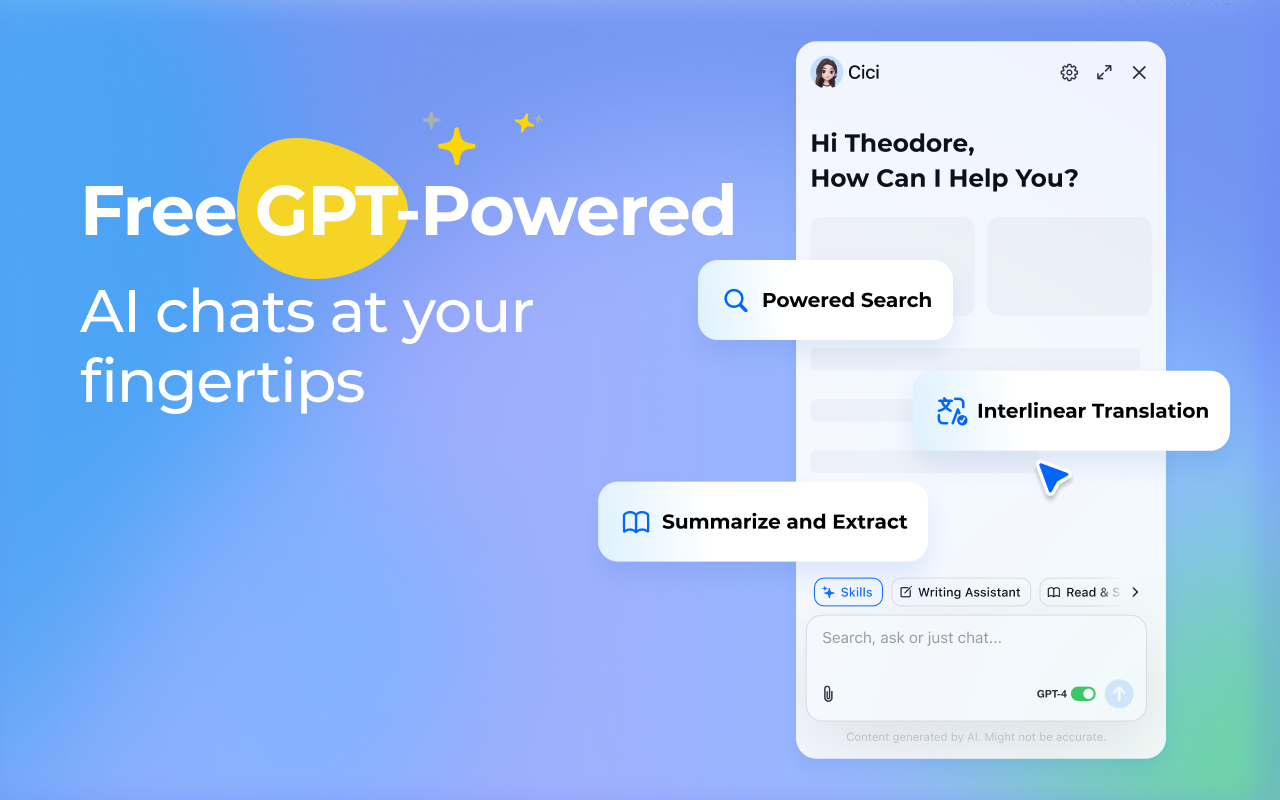 Free GPT-Powered
AI chats at your
fingertips
Cici
Hi Theodore,
How Can I Help You?
Powered Search
Interlinear Translation
Summarize and Extract
Skills
Writing Assistant
Read & S
Search, ask or just chat...
GPT-4
Content generated by AI. Might not be accurate.